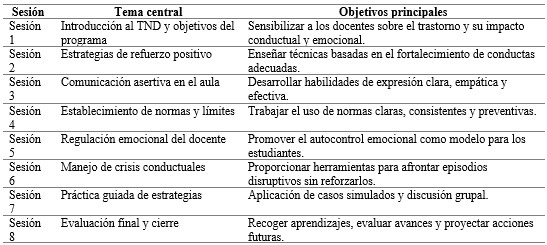 Sesión Tema central Objetivos principales
Sesión 1 Introducción al TND y objetivos del programa Sensibilizar a los docentes sobre el trastorno y su impacto conductual y emocional.
Sesión 2 Estrategias de refuerzo positivo Enseñar técnicas basadas en el fortalecimiento de conductas adecuadas.
Sesión 3 Comunicación asertiva en el aula Desarrollar habilidades de expresión clara, empática y efectiva.
Sesión 4 Establecimiento de normas y límites Trabajar el uso de normas claras, consistentes y preventivas.
Sesión 5 Regulación emocional del docente Promover el autocontrol emocional como modelo para los estudiantes.
Sesión 6 Manejo de crisis conductuales Proporcionar herramientas para afrontar episodios disruptivos sin reforzarlos.
Sesión 7 Práctica guiada de estrategias Aplicación de casos simulados y discusión grupal.
Sesión 8 Evaluación final y cierre Recoger aprendizajes, evaluar avances y proyectar acciones futuras.